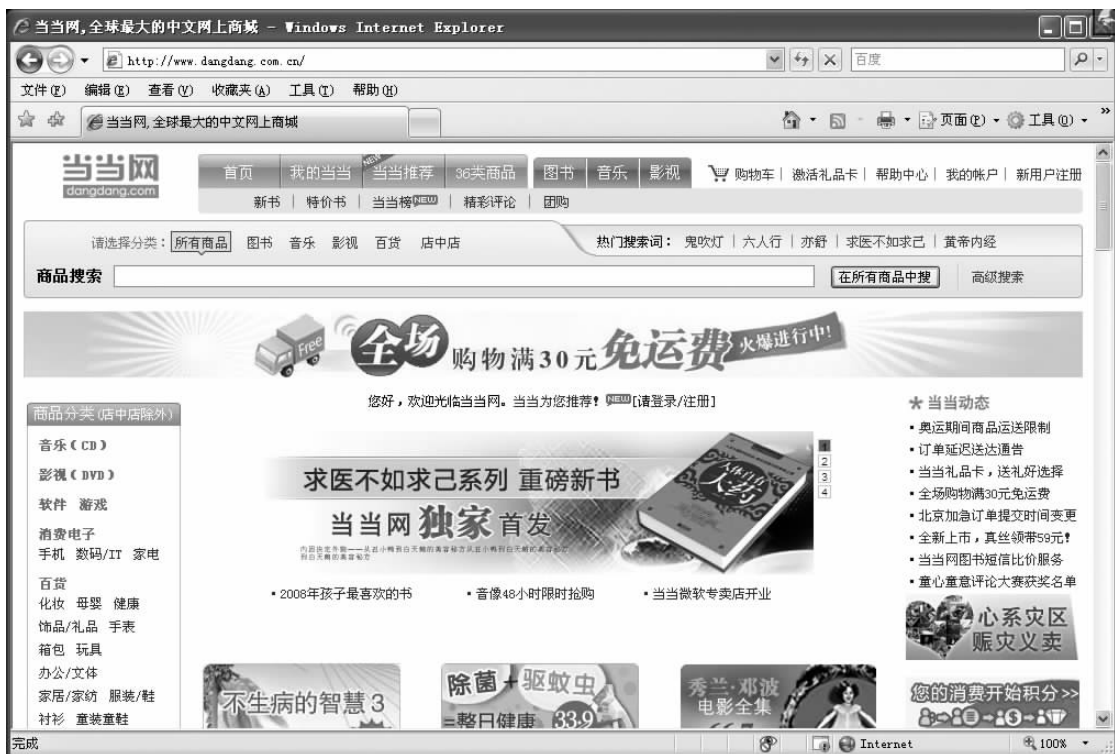 当当网,全球最大的中文网上商城 - Windows Internet Explorer
http://www.dangdang.com.cn/
百度
文件(F) 编辑(E) 查看(V) 收藏夹(A) 工具(T) 帮助(H)
当当网,全球最大的中文网上商城
页面(P) 工具(O)
当当网
dangdang.com
首页 我的当当 NEW 当当推荐 36类商品 图书 音乐 影视
购物车 | 激活礼品卡 | 帮助中心 | 我的帐户 | 新用户注册
新书 | 特价书 | 当当榜NEW | 精彩评论 | 团购
请选择分类: 所有商品 图书 音乐 影视 百货 店中店
热门搜索词: 鬼吹灯 | 六人行 | 亦舒 | 求医不如求己 | 黄帝内经
商品搜索 在所有商品中搜 高级搜索
Free 全场购物满30元免运费 火爆进行中!
商品分类(店中店除外)
音乐(CD)
影视(DVD)
软件 游戏
消费电子
手机 数码/IT 家电
百货
化妆 母婴 健康
饰品/礼品 手表
箱包 玩具
办公/文体
家居/家纺 服装/鞋
衬衫 童装童鞋
您好,欢迎光临当当网。当当为您推荐! NEW [请登录/注册]
求医不如求己系列 重磅新书
当当网独家首发
人体自有大药
1
2
3
4
▪ 2008年孩子最喜欢的书 ▪ 音像48小时限时抢购 ▪ 当当微软专卖店开业
不生病的智慧3
除菌+驱蚊虫
=整日健康 33.9
秀兰·邓波
电影全集
当当动态
▪ 奥运期间商品运送限制
▪ 订单延迟送达通告
▪ 当当礼品卡,送礼好选择
▪ 全场购物满30元免运费
▪ 北京加急订单提交时间变更
▪ 全新上市,真丝领带59元!
▪ 当当网图书短信比价服务
▪ 童心童意评论大赛获奖名单
心系灾区
赈灾义卖
您的消费开始积分>>
完成 Internet 100%